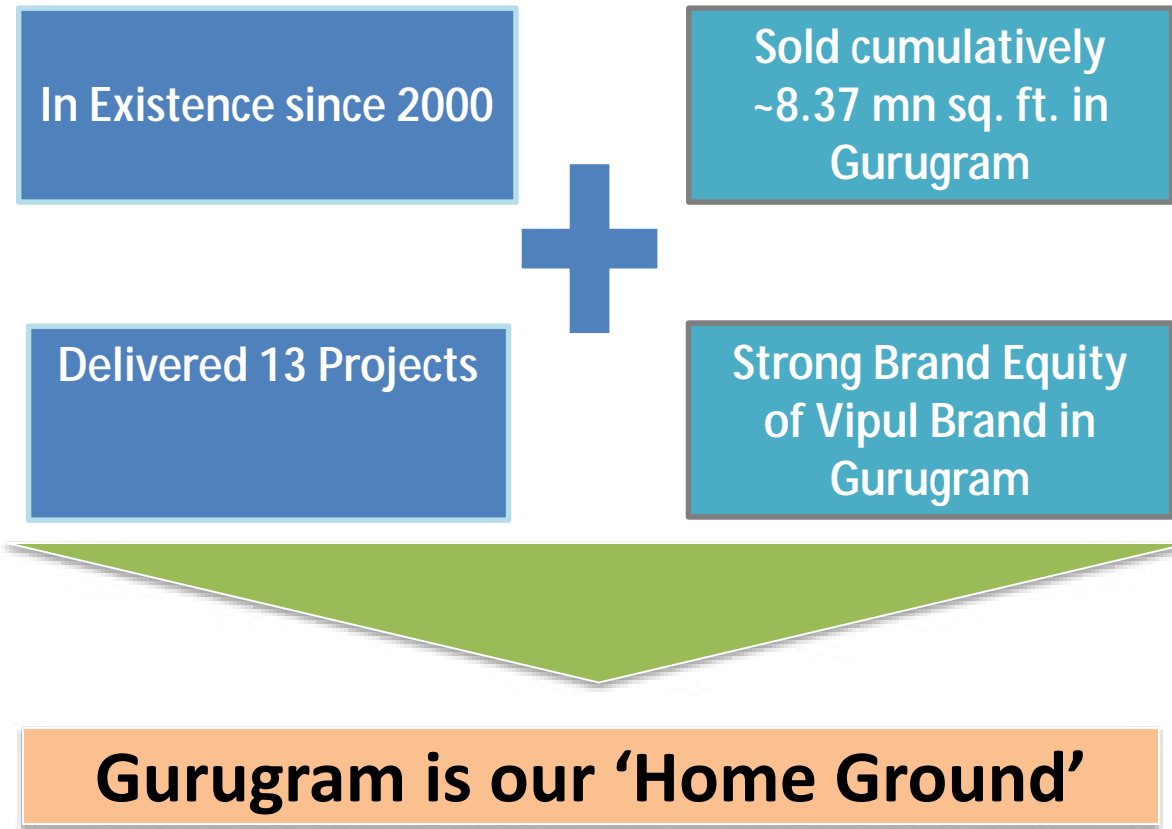 In Existence since 2000
Sold cumulatively
~8.37 mn sq. ft. in
Gurugram
Delivered 13 Projects
Strong Brand Equity
of Vipul Brand in
Gurugram
Gurugram is our ‘Home Ground’